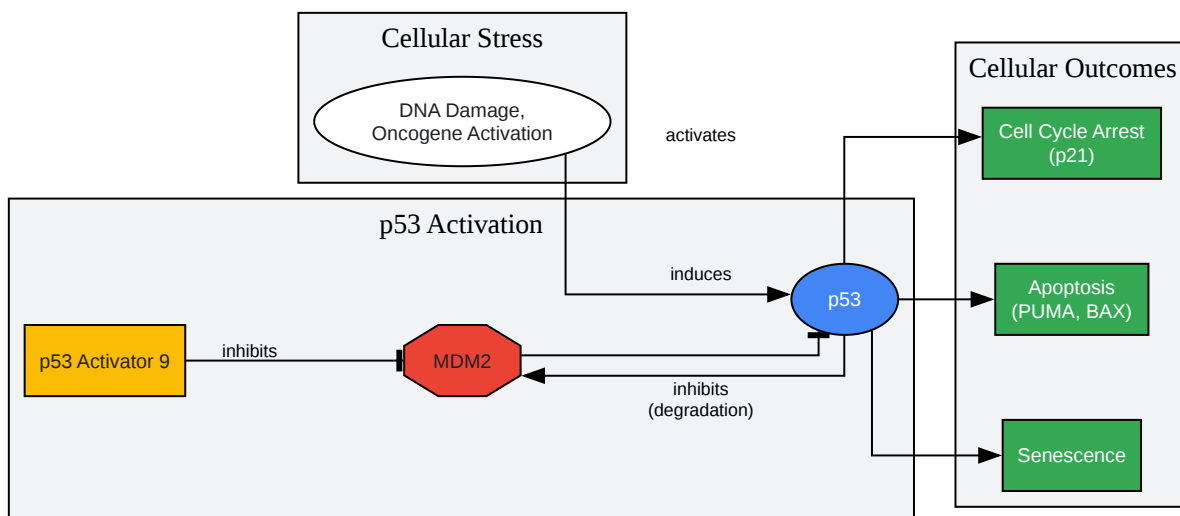 Cellular Stress
DNA Damage,
Oncogene Activation
activates
Cellular Outcomes
Cell Cycle Arrest
(p21)
p53 Activation
induces
p53
Apoptosis
(PUMA, BAX)
p53 Activator 9
inhibits
MDM2
inhibits
(degradation)
Senescence